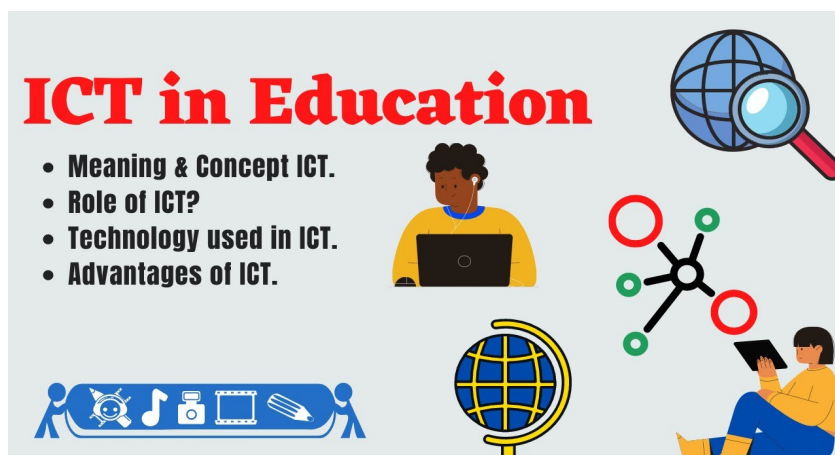 ICT in Education
• Meaning & Concept ICT.
• Role of ICT?
• Technology used in ICT.
• Advantages of ICT.